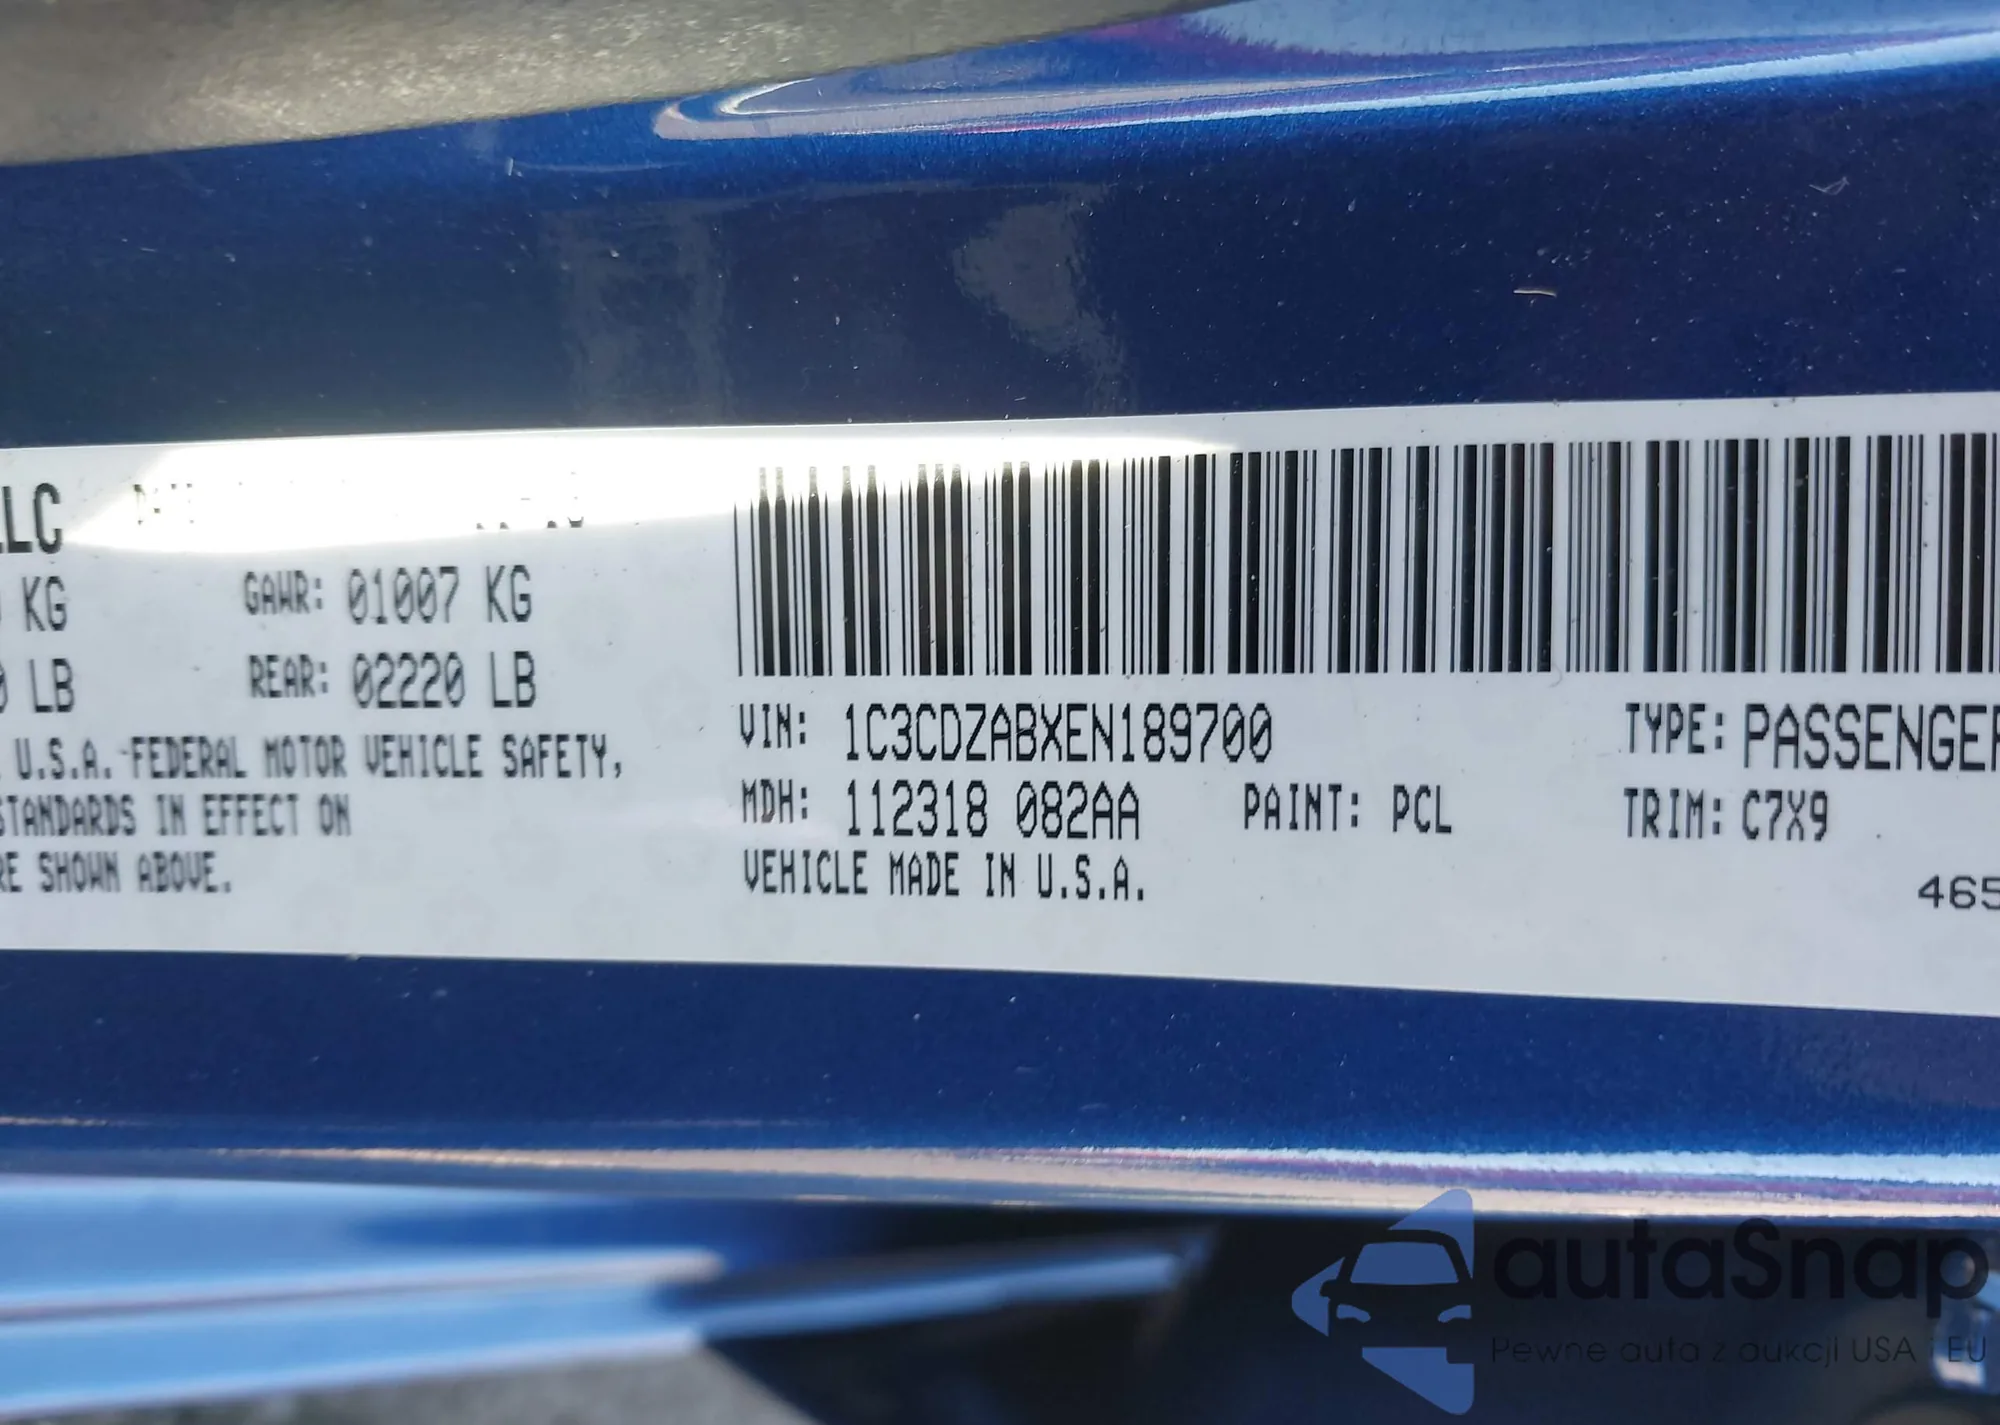 LLC
KG GAWR: 01007 KG
LB REAR: 02220 LB
U.S.A. FEDERAL MOTOR VEHICLE SAFETY,
STANDARDS IN EFFECT ON
SHOWN ABOVE.
VIN: 1C3CDZABXEN189700 TYPE: PASSENGER
MDH: 112318 082AA PAINT: PCL TRIM: C7X9
VEHICLE MADE IN U.S.A.
465
autaSnap
Pewne auta z aukcji USA i EU